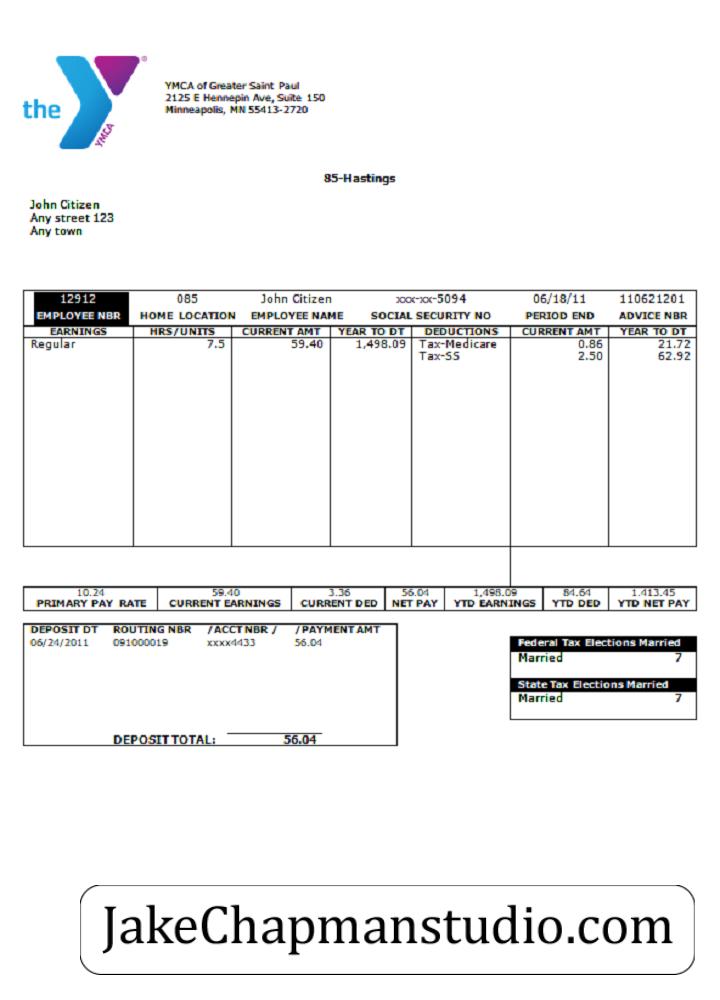 the
YMCA
®
YMCA of Greater Saint Paul
2125 E Hennepin Ave, Suite 150
Minneapolis, MN 55413-2720
85-Hastings
John Citizen
Any street 123
Any town
12912 085 John Citizen xxx-xx-5094 06/18/11 110621201
EMPLOYEE NBR HOME LOCATION EMPLOYEE NAME SOCIAL SECURITY NO PERIOD END ADVICE NBR
EARNINGS HRS/UNITS CURRENT AMT YEAR TO DT DEDUCTIONS CURRENT AMT YEAR TO DT
Regular 7.5 59.40 1,498.09 Tax-Medicare 0.86 21.72
Tax-SS 2.50 62.92
10.24 59.40 3.36 56.04 1,498.09 84.64 1.413.45
PRIMARY PAY RATE CURRENT EARNINGS CURRENT DED NET PAY YTD EARNINGS YTD DED YTD NET PAY
DEPOSIT DT ROUTING NBR /ACCT NBR / /PAYMENT AMT
06/24/2011 091000019 xxxx4433 56.04
DEPOSIT TOTAL: 56.04
Federal Tax Elections Married
Married 7
State Tax Elections Married
Married 7
JakeChapmanstudio.com